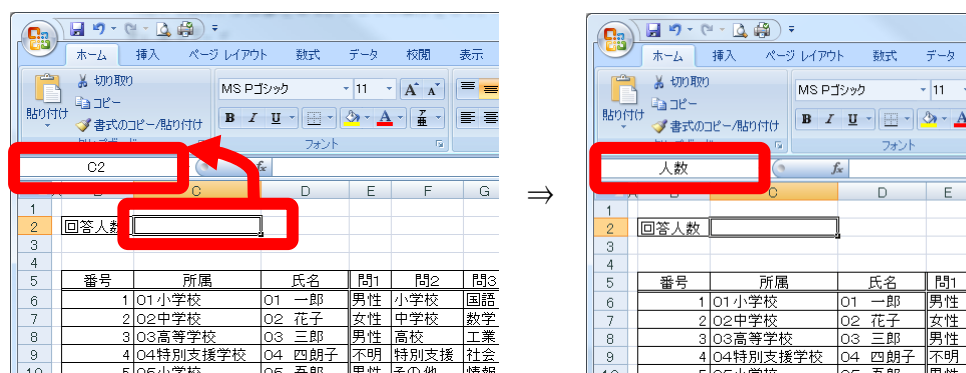 ホーム 挿入 ページ レイアウト 数式 データ 校閲 表示
切り取り
コピー
書式のコピー/貼り付け
貼り付け
MS Pゴシック 11
B I U
フォント
C2
fx
C D E F G
1
2 回答人数
3
4
5 番号 所属 氏名 問1 問2 問3
6 1 01小学校 01 一郎 男性 小学校 国語
7 2 02中学校 02 花子 女性 中学校 数学
8 3 03高等学校 03 三郎 男性 高校 工業
9 4 04特別支援学校 04 四朗子 不明 特別支援 社会
⇒
ホーム 挿入 ページ レイアウト 数式 データ
切り取り
コピー
書式のコピー/貼り付け
貼り付け
MS Pゴシック 11
B I U
フォント
人数
fx
C D E
1
2 回答人数
3
4
5 番号 所属 氏名 問1
6 1 01小学校 01 一郎 男性
7 2 02中学校 02 花子 女性
8 3 03高等学校 03 三郎 男性
9 4 04特別支援学校 04 四朗子 不明